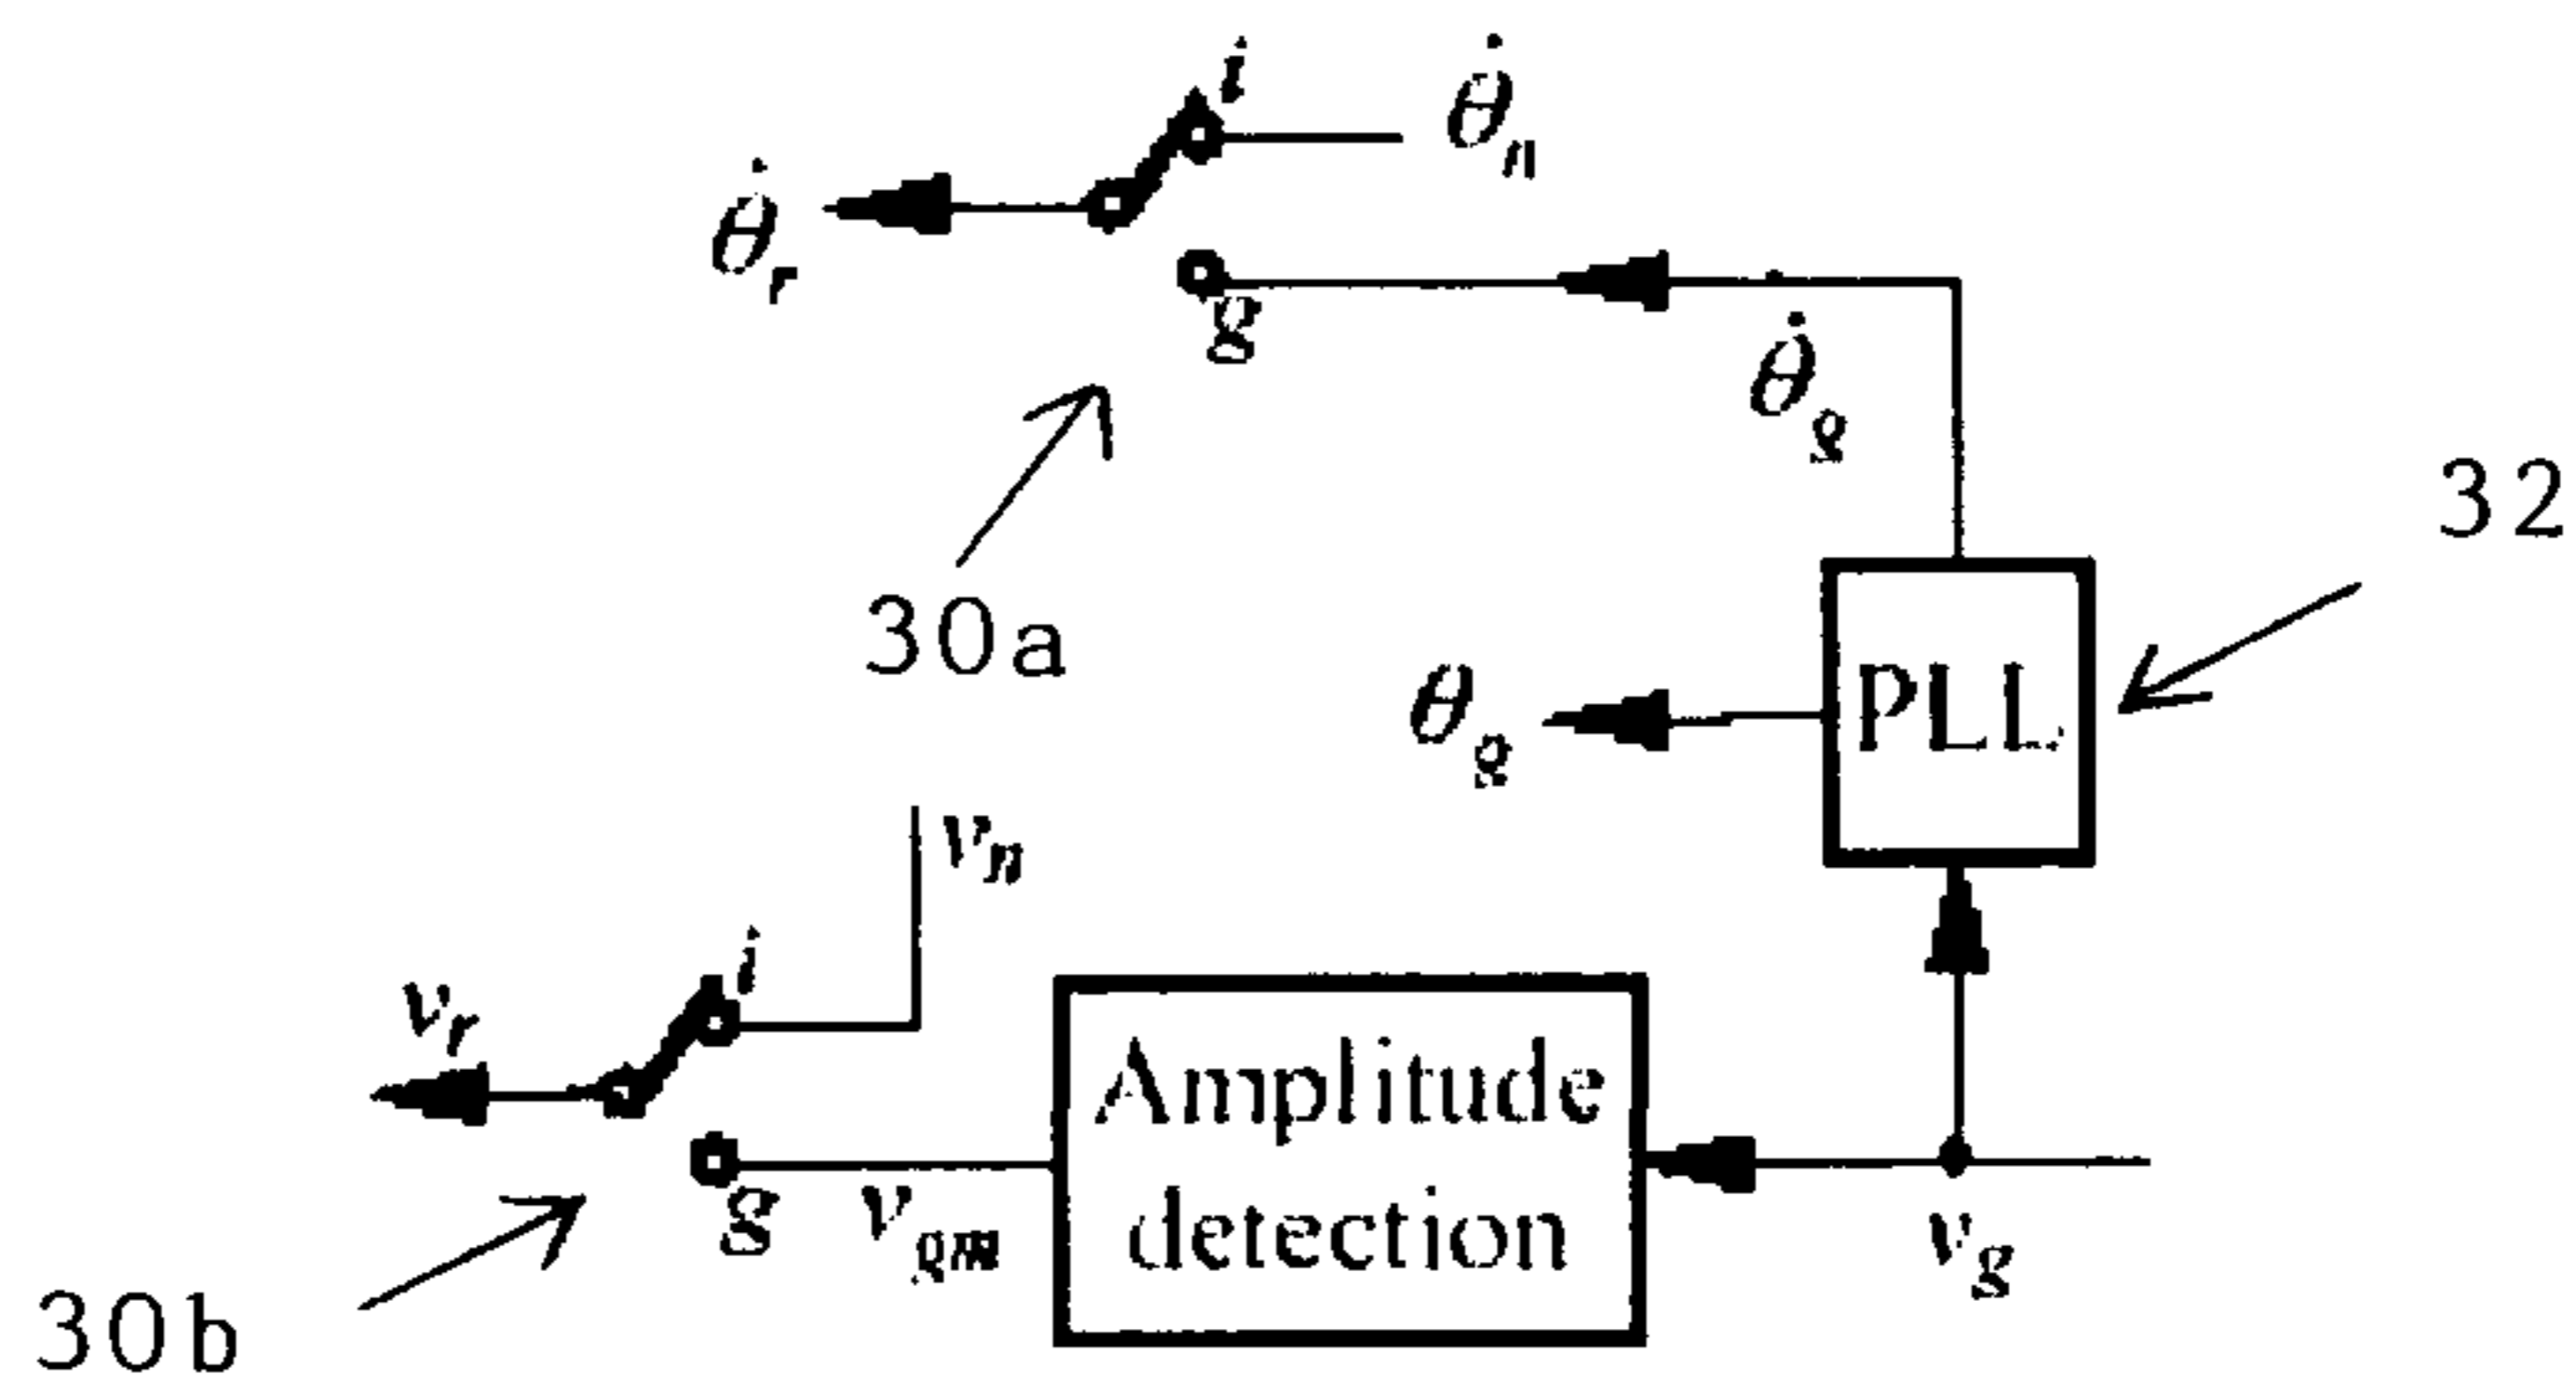 i
θ̇n
θ̇r
g
θ̇g
32
30a
PLL
θg
vn
i
vr
Amplitude
detection
g
vgm
vg
30b